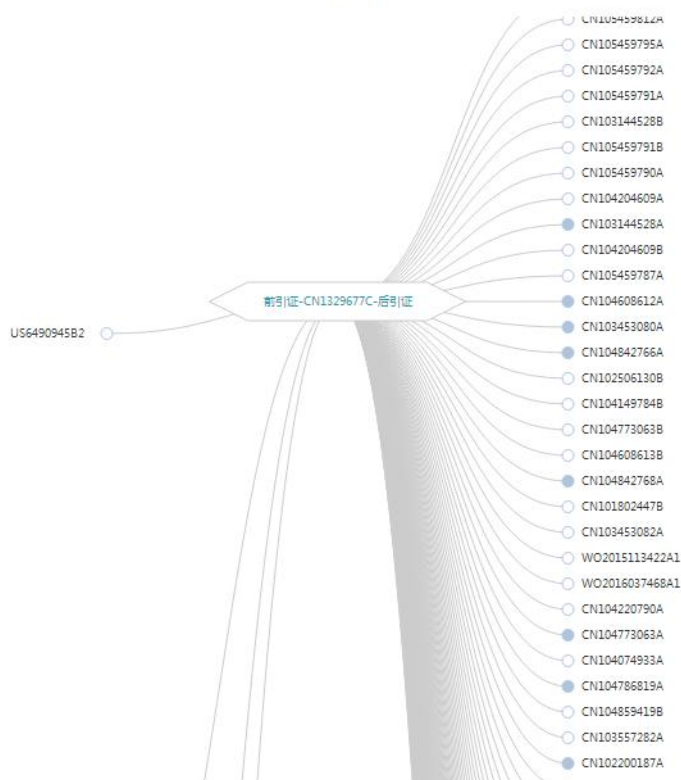 CN105459812A
CN105459795A
CN105459792A
CN105459791A
CN103144528B
CN105459791B
CN105459790A
CN104204609A
CN103144528A
CN104204609B
CN105459787A
前引证-CN1329677C-后引证
CN104608612A
US6490945B2
CN103453080A
CN104842766A
CN102506130B
CN104149784B
CN104773063B
CN104608613B
CN104842768A
CN101802447B
CN103453082A
WO2015113422A1
WO2016037468A1
CN104220790A
CN104773063A
CN104074933A
CN104786819A
CN104859419B
CN103557282A
CN102200187A